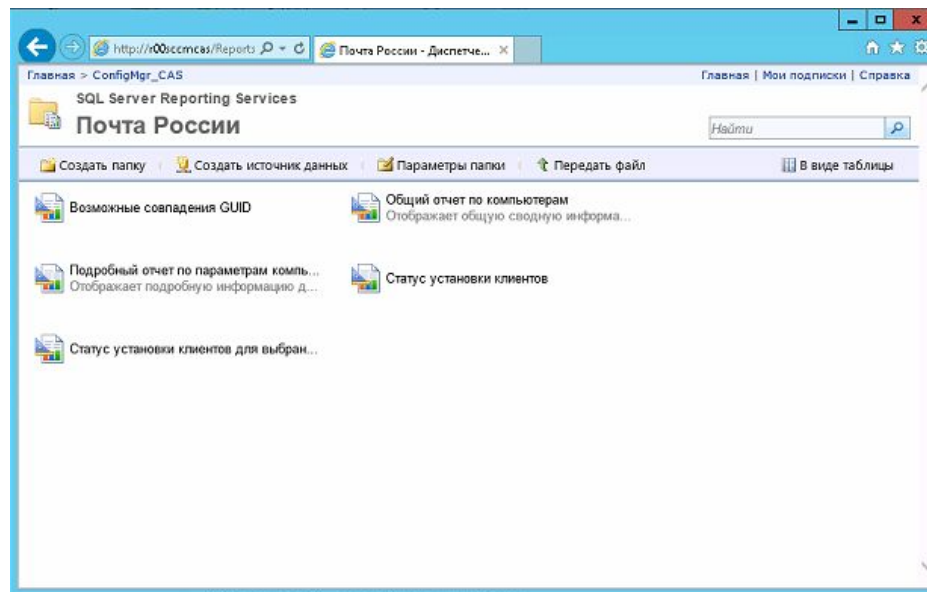 http://r00sccmcas/Reports
Почта России - Диспетче...
Главная > ConfigMgr_CAS
Главная | Мои подписки | Справка
SQL Server Reporting Services
Почта России
Найти
Создать папку
Создать источник данных
Параметры папки
Передать файл
В виде таблицы
Возможные совпадения GUID
Общий отчет по компьютерам
Отображает общую сводную информа...
Подробный отчет по параметрам компь...
Отображает подробную информацию д...
Статус установки клиентов
Статус установки клиентов для выбран...